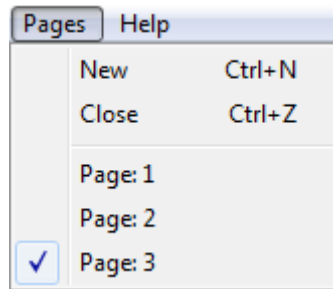 Pages Help
New Ctrl+N
Close Ctrl+Z
Page: 1
Page: 2
Page: 3